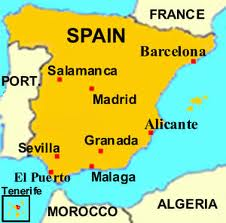 FRANCE
SPAIN
Barcelona
Salamanca
PORT.
Madrid
Alicante
Granada
Sevilla
El Puerto
Malaga
Tenerife
ALGERIA
MOROCCO